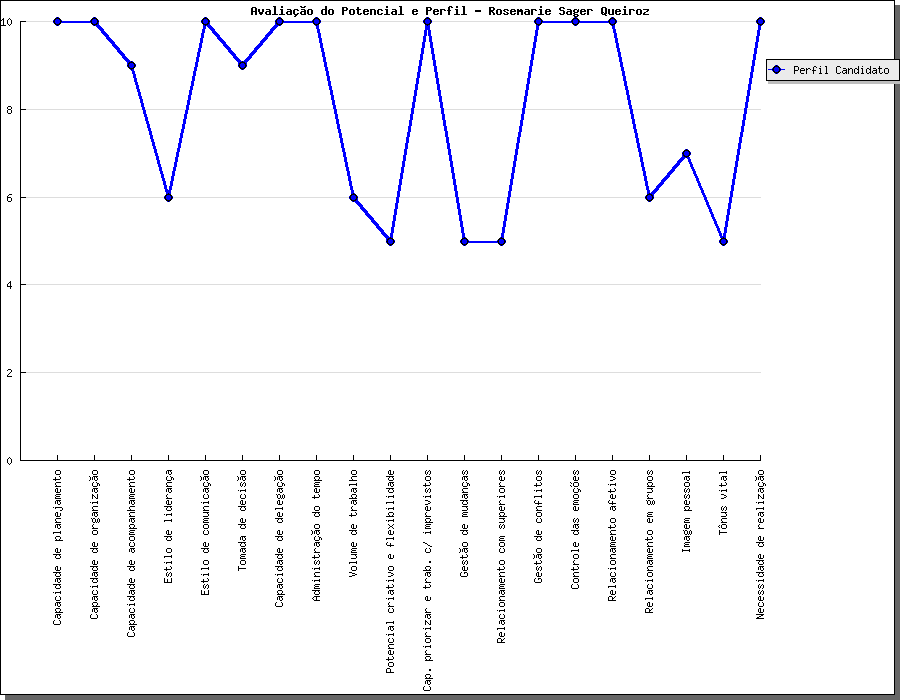 Avaliação do Potencial e Perfil - Rosemarie Sager Queiroz
10
8
6
4
2
0
Perfil Candidato
Capacidade de planejamento
Capacidade de organização
Capacidade de acompanhamento
Estilo de liderança
Estilo de comunicação
Tomada de decisão
Capacidade de delegação
Administração do tempo
Volume de trabalho
Potencial criativo e flexibilidade
Cap. priorizar e trab. c/ imprevistos
Gestão de mudanças
Relacionamento com superiores
Gestão de conflitos
Controle das emoções
Relacionamento afetivo
Relacionamento em grupos
Imagem pessoal
Tônus vital
Necessidade de realização